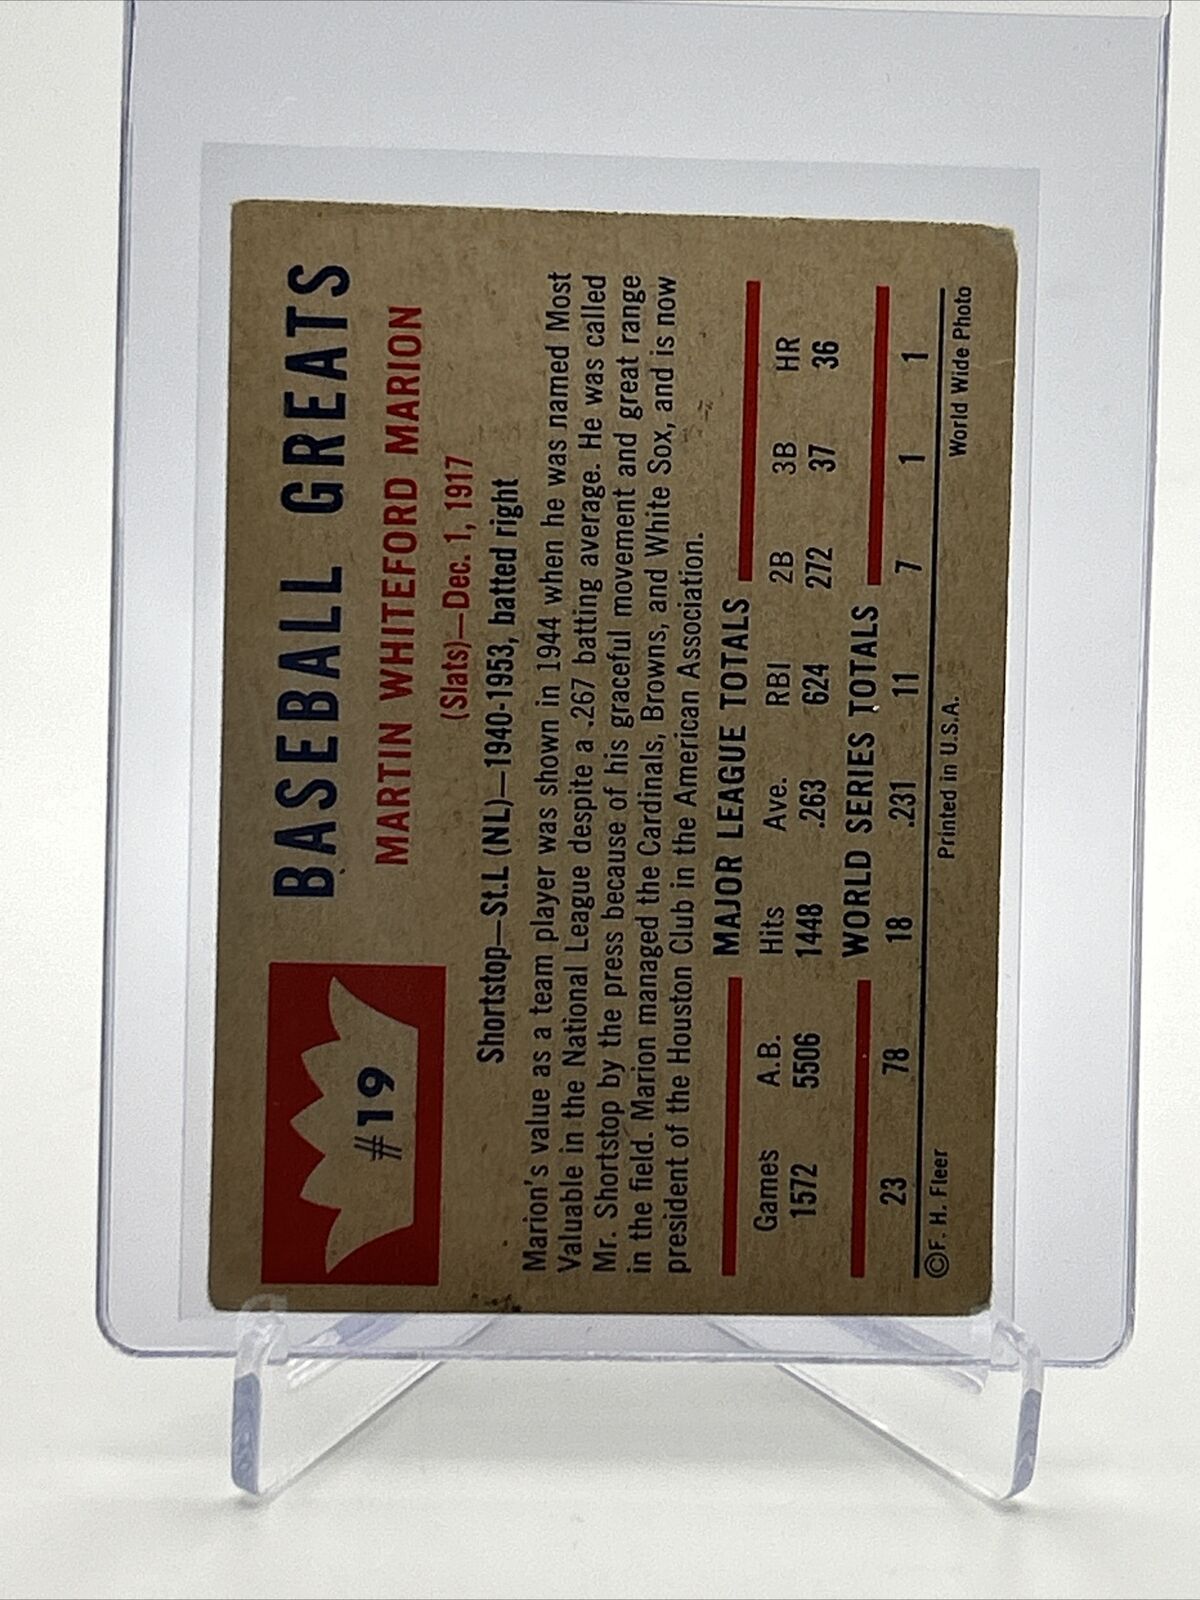 #19
BASEBALL GREATS
MARTIN WHITEFORD MARION
(Slats)—Dec. 1, 1917
Shortstop—St.L (NL)—1940-1953, batted right
Marion's value as a team player was shown in 1944 when he was named Most
Valuable in the National League despite a .267 batting average. He was called
Mr. Shortstop by the press because of his graceful movement and great range
in the field. Marion managed the Cardinals, Browns, and White Sox, and is now
president of the Houston Club in the American Association.
MAJOR LEAGUE TOTALS
Games A.B. Hits Ave. RBI 2B 3B HR
1572 5506 1448 .263 624 272 37 36
WORLD SERIES TOTALS
23 78 18 .231 11 7 1 1
©F. H. Fleer Printed in U.S.A. World Wide Photo